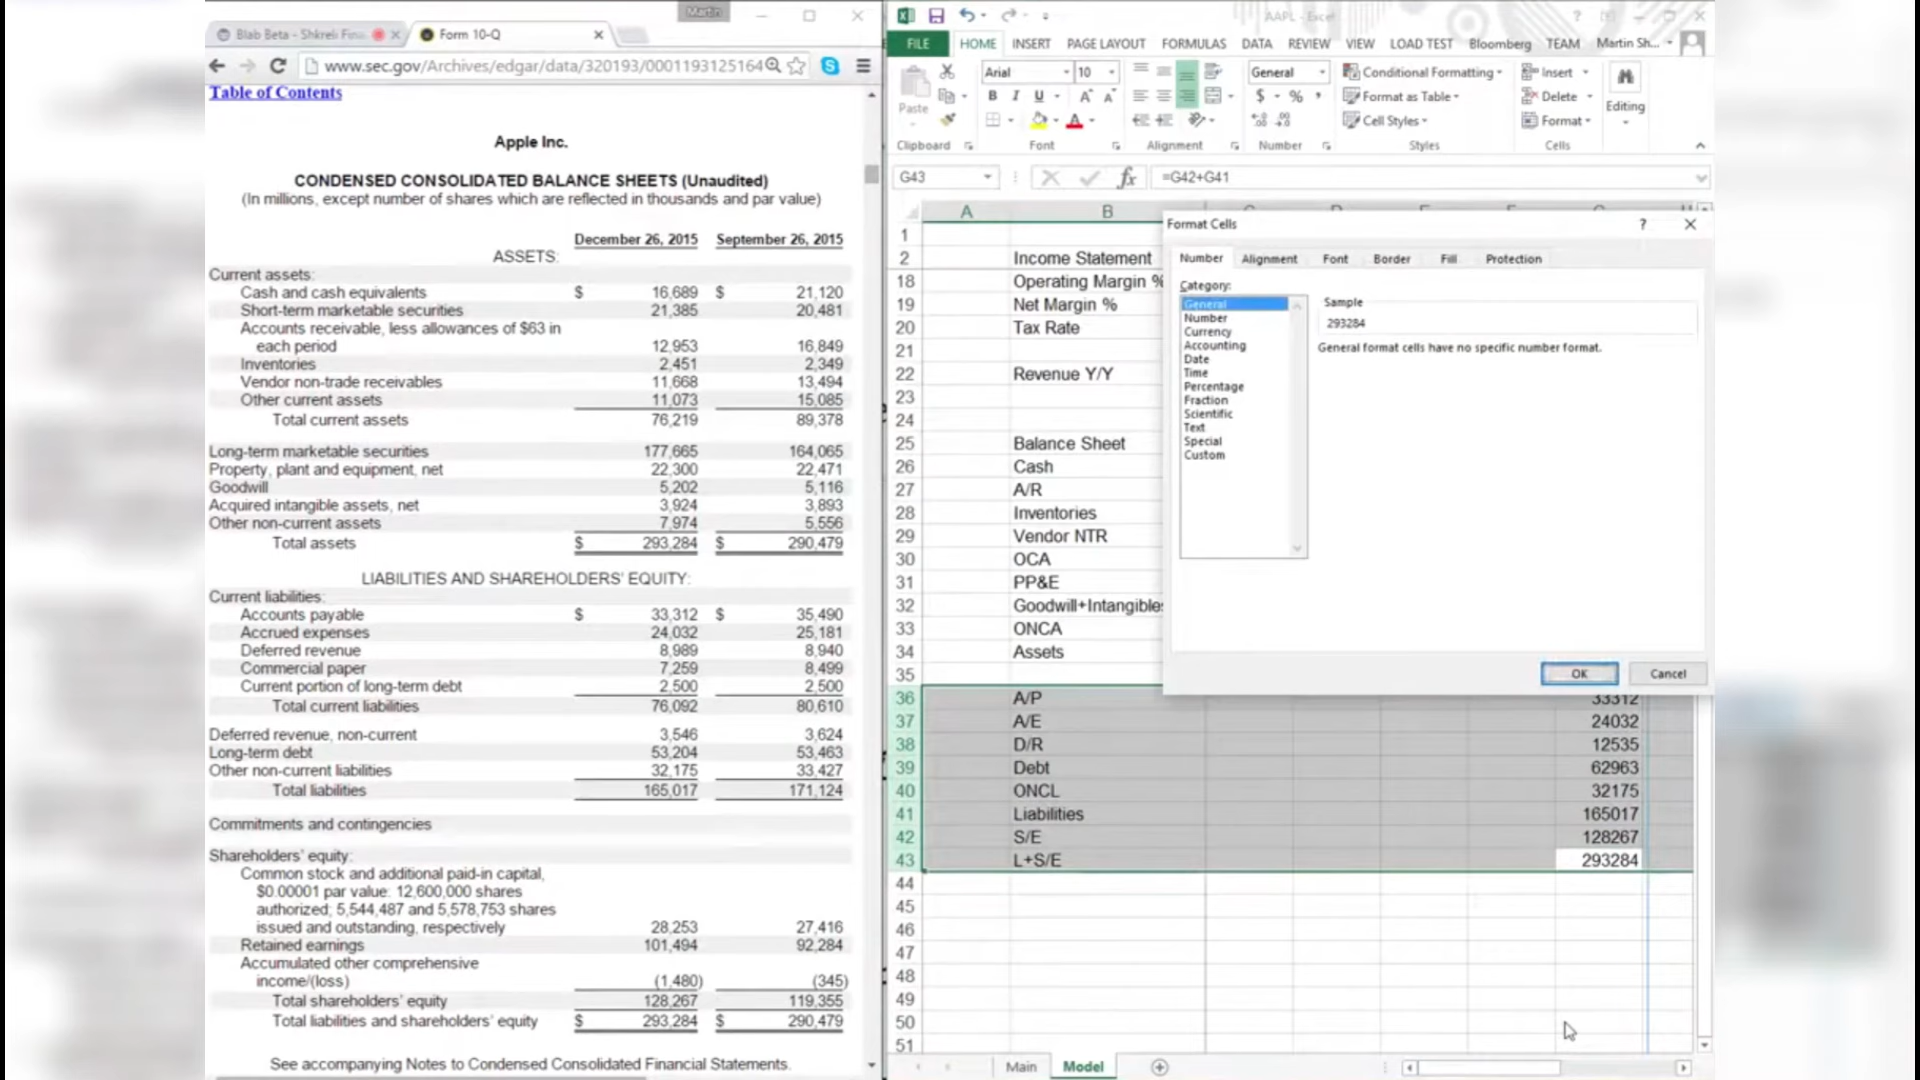 Martin
Blab Beta - Shkreli Fina
Form 10-Q
www.sec.gov/Archives/edgar/data/320193/0001193125164
Table of Contents
Apple Inc.
CONDENSED CONSOLIDATED BALANCE SHEETS (Unaudited)
(In millions, except number of shares which are reflected in thousands and par value)
December 26, 2015 September 26, 2015
ASSETS:
Current assets:
Cash and cash equivalents $ 16,689 $ 21,120
Short-term marketable securities 21,385 20,481
Accounts receivable, less allowances of $63 in
each period 12,953 16,849
Inventories 2,451 2,349
Vendor non-trade receivables 11,668 13,494
Other current assets 11,073 15,085
Total current assets 76,219 89,378
Long-term marketable securities 177,665 164,065
Property, plant and equipment, net 22,300 22,471
Goodwill 5,202 5,116
Acquired intangible assets, net 3,924 3,893
Other non-current assets 7,974 5,556
Total assets $ 293,284 $ 290,479
LIABILITIES AND SHAREHOLDERS' EQUITY:
Current liabilities:
Accounts payable $ 33,312 $ 35,490
Accrued expenses 24,032 25,181
Deferred revenue 8,989 8,940
Commercial paper 7,259 8,499
Current portion of long-term debt 2,500 2,500
Total current liabilities 76,092 80,610
Deferred revenue, non-current 3,546 3,624
Long-term debt 53,204 53,463
Other non-current liabilities 32,175 33,427
Total liabilities 165,017 171,124
Commitments and contingencies
Shareholders' equity:
Common stock and additional paid-in capital,
$0.00001 par value: 12,600,000 shares
authorized; 5,544,487 and 5,578,753 shares
issued and outstanding, respectively 28,253 27,416
Retained earnings 101,494 92,284
Accumulated other comprehensive
income/(loss) (1,480) (345)
Total shareholders' equity 128,267 119,355
Total liabilities and shareholders' equity $ 293,284 $ 290,479
See accompanying Notes to Condensed Consolidated Financial Statements.
AAPL - Excel
FILE HOME INSERT PAGE LAYOUT FORMULAS DATA REVIEW VIEW LOAD TEST Bloomberg TEAM Martin Sh...
Paste
Arial 10
B I U A A
A
General
$ % ,
Conditional Formatting
Format as Table
Cell Styles
Insert
Delete
Format
Editing
Clipboard Font Alignment Number Styles Cells
G43 fx =G42+G41
A B
1
2 Income Statement
18 Operating Margin %
19 Net Margin %
20 Tax Rate
21
22 Revenue Y/Y
23
24
25 Balance Sheet
26 Cash
27 A/R
28 Inventories
29 Vendor NTR
30 OCA
31 PP&E
32 Goodwill+Intangibles
33 ONCA
34 Assets
35
36 A/P 33312
37 A/E 24032
38 D/R 12535
39 Debt 62963
40 ONCL 32175
41 Liabilities 165017
42 S/E 128267
43 L+S/E 293284
44
45
46
47
48
49
50
51
Main Model
Format Cells ?
Number Alignment Font Border Fill Protection
Category:
General
Number
Currency
Accounting
Date
Time
Percentage
Fraction
Scientific
Text
Special
Custom
Sample
293284
General format cells have no specific number format.
OK Cancel